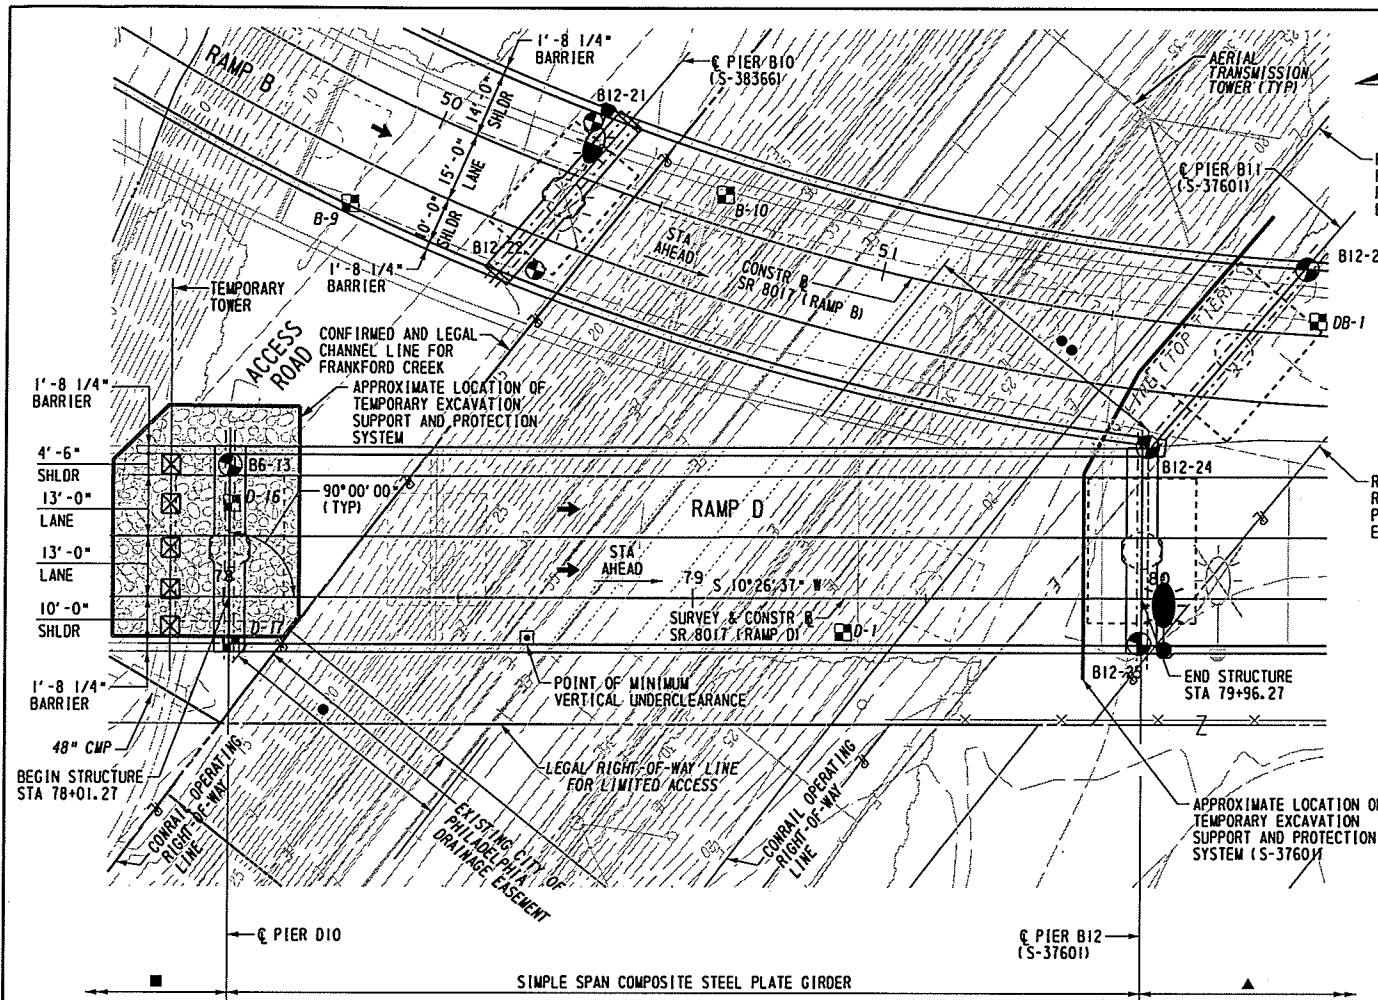 1'-8 1/4"
BARRIER
℄ PIER B10
(S-38366)
AERIAL
TRANSMISSION
TOWER (TYP)
RAMP B
50
14'-0"
SHLDR
15'-0"
LANE
10'-0"
SHLDR
B12-21
℄ PIER B11
(S-37601)
B-9
B-10
B12-22
STA
AHEAD
51
CONSTR ℄
SR 8017 (RAMP B)
B12-2
DB-1
1'-8 1/4"
BARRIER
TEMPORARY
TOWER
ACCESS
ROAD
CONFIRMED AND LEGAL
CHANNEL LINE FOR
FRANKFORD CREEK
APPROXIMATE LOCATION OF
TEMPORARY EXCAVATION
SUPPORT AND PROTECTION
SYSTEM
(TOP TIER)
1'-8 1/4"
BARRIER
4'-6"
SHLDR
13'-0"
LANE
13'-0"
LANE
10'-0"
SHLDR
1'-8 1/4"
BARRIER
B6-13
D-16
90°00'00"
(TYP)
78
D-17
RAMP D
STA
AHEAD
79
S 10°26'37" W
SURVEY & CONSTR ℄
SR 8017 (RAMP D)
D-1
B12-24
80
B12-25
END STRUCTURE
STA 79+96.27
POINT OF MINIMUM
VERTICAL UNDERCLEARANCE
48" CMP
BEGIN STRUCTURE
STA 78+01.27
LEGAL RIGHT-OF-WAY LINE
FOR LIMITED ACCESS
CONRAIL OPERATING
RIGHT-OF-WAY
LINE
EXISTING CITY OF
PHILADELPHIA
DRAINAGE EASEMENT
CONRAIL OPERATING
RIGHT-OF-WAY
LINE
APPROXIMATE LOCATION OF
TEMPORARY EXCAVATION
SUPPORT AND PROTECTION
SYSTEM (S-37601)
℄ PIER D10
℄ PIER B12
(S-37601)
SIMPLE SPAN COMPOSITE STEEL PLATE GIRDER